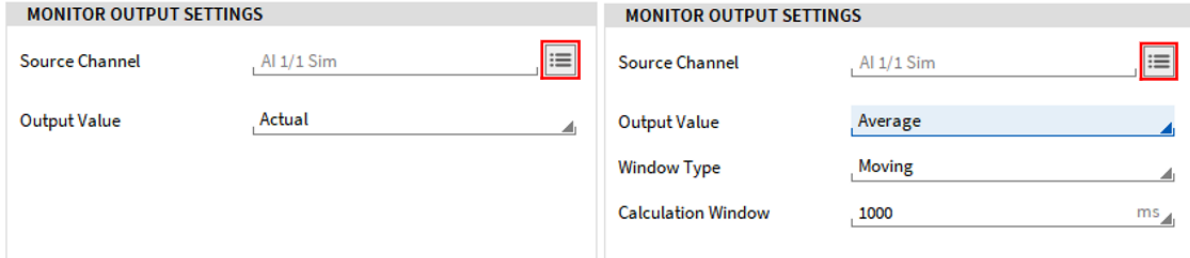 MONITOR OUTPUT SETTINGS
Source Channel AI 1/1 Sim
Output Value Actual
MONITOR OUTPUT SETTINGS
Source Channel AI 1/1 Sim
Output Value Average
Window Type Moving
Calculation Window 1000 ms